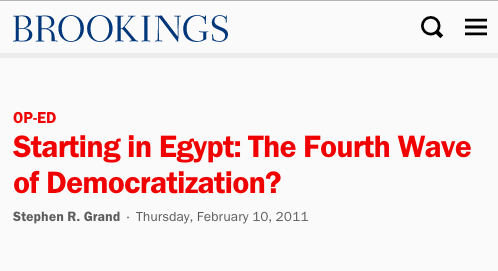 BROOKINGS
OP-ED
Starting in Egypt: The Fourth Wave
of Democratization?
Stephen R. Grand · Thursday, February 10, 2011